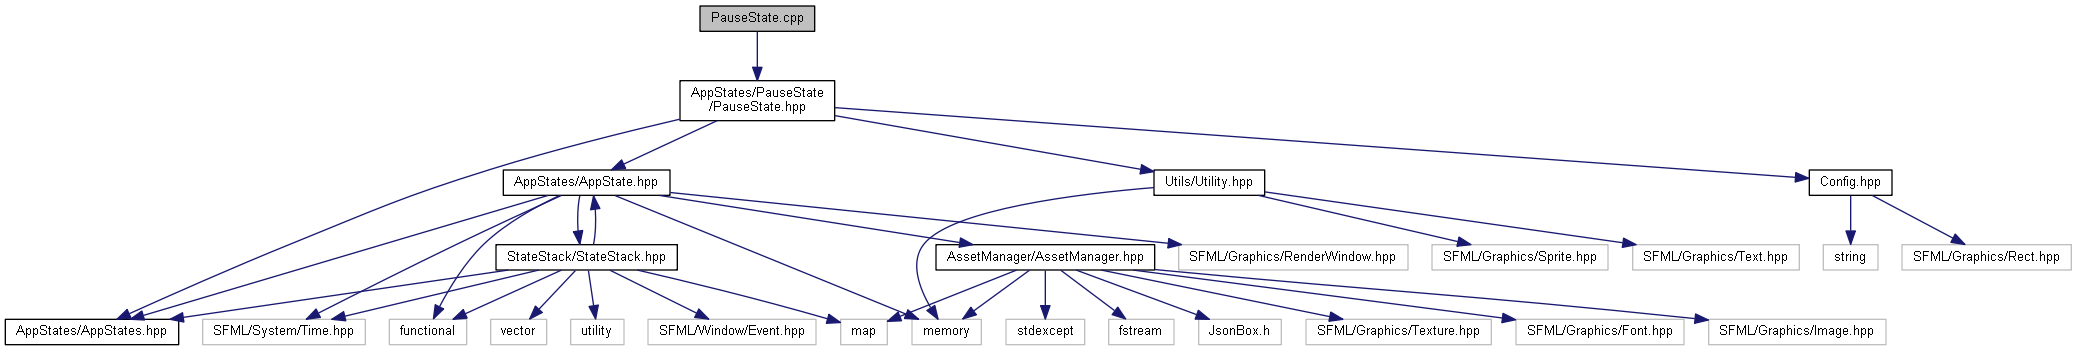 PauseState.cpp
AppStates/PauseState
/PauseState.hpp
AppStates/AppState.hpp
Utils/Utility.hpp
Config.hpp
StateStack/StateStack.hpp
AssetManager/AssetManager.hpp
SFML/Graphics/RenderWindow.hpp
SFML/Graphics/Sprite.hpp
SFML/Graphics/Text.hpp
string
SFML/Graphics/Rect.hpp
AppStates/AppStates.hpp
SFML/System/Time.hpp
functional
vector
utility
SFML/Window/Event.hpp
map
memory
stdexcept
fstream
JsonBox.h
SFML/Graphics/Texture.hpp
SFML/Graphics/Font.hpp
SFML/Graphics/Image.hpp